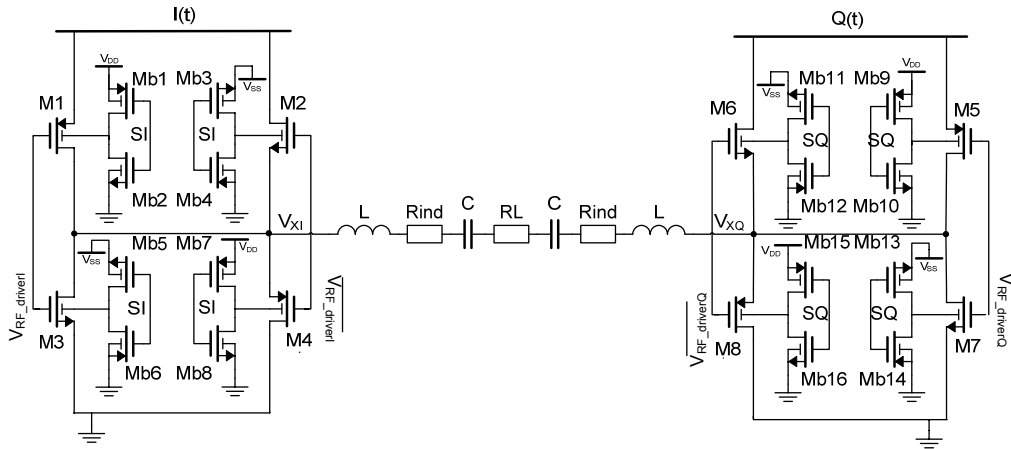 I(t)
Q(t)
VDD
Mb1
Mb3
VSS
M1
M2
SI
SI
Mb2
Mb4
VXI
Mb5
Mb7
VSS
VDD
SI
SI
VRF_driverI
VRF_driverI
M3
M4
Mb6
Mb8
L
Rind
C
RL
C
Rind
L
Mb11
Mb9
VDD
VSS
M6
M5
SQ
SQ
Mb12
Mb10
VXQ
Mb15
Mb13
VDD
VSS
SQ
SQ
VRF_driverQ
VRF_driverQ
M8
M7
Mb16
Mb14